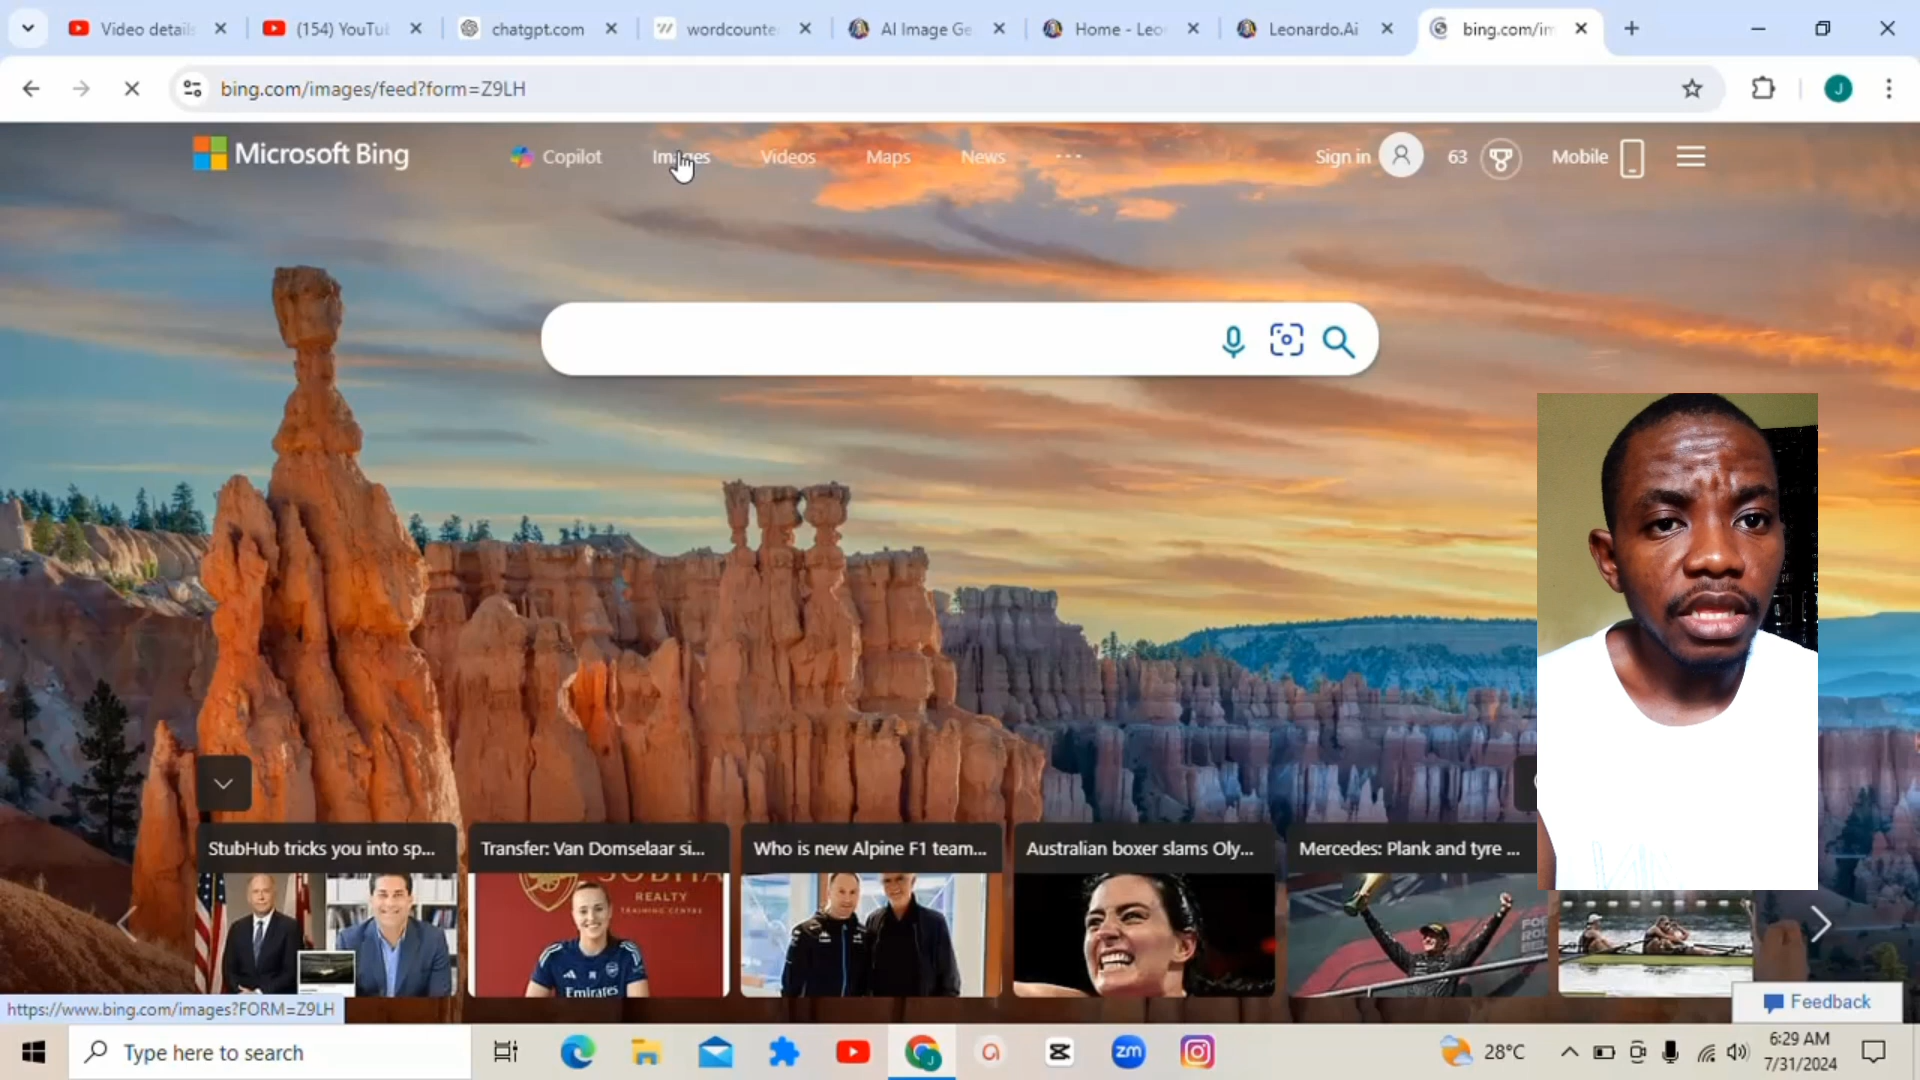 Video details
(154) YouTu
chatgpt.com
wordcounte
AI Image Ge
Home - Leo
Leonardo.Ai
bing.com/im
bing.com/images/feed?form=Z9LH
J
Microsoft Bing
Copilot
Images
Videos
Maps
News
Sign in
63
Mobile
StubHub tricks you into sp...
Transfer: Van Domselaar si...
Who is new Alpine F1 team...
Australian boxer slams Oly...
Mercedes: Plank and tyre ...
REALTY
TRAINING CENTRE
Emirates
https://www.bing.com/images?FORM=Z9LH
Feedback
Type here to search
zm
28°C
6:29 AM
7/31/2024